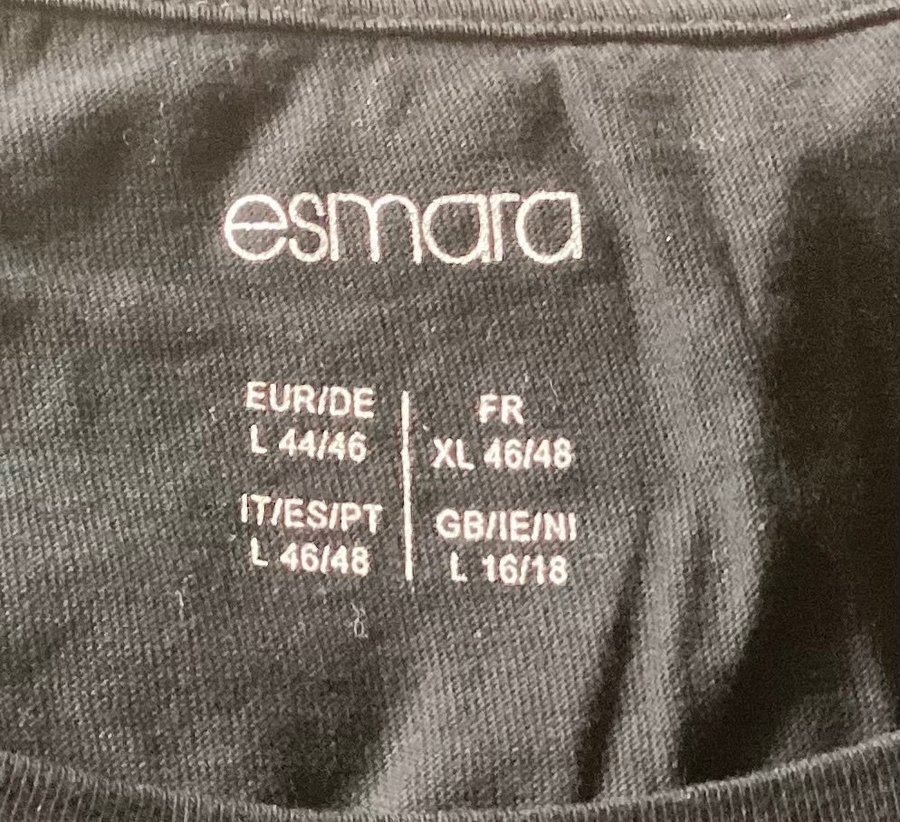 esmara
EUR/DE
L 44/46
FR
XL 46/48
IT/ES/PT
L 46/48
GB/IE/NI
L 16/18